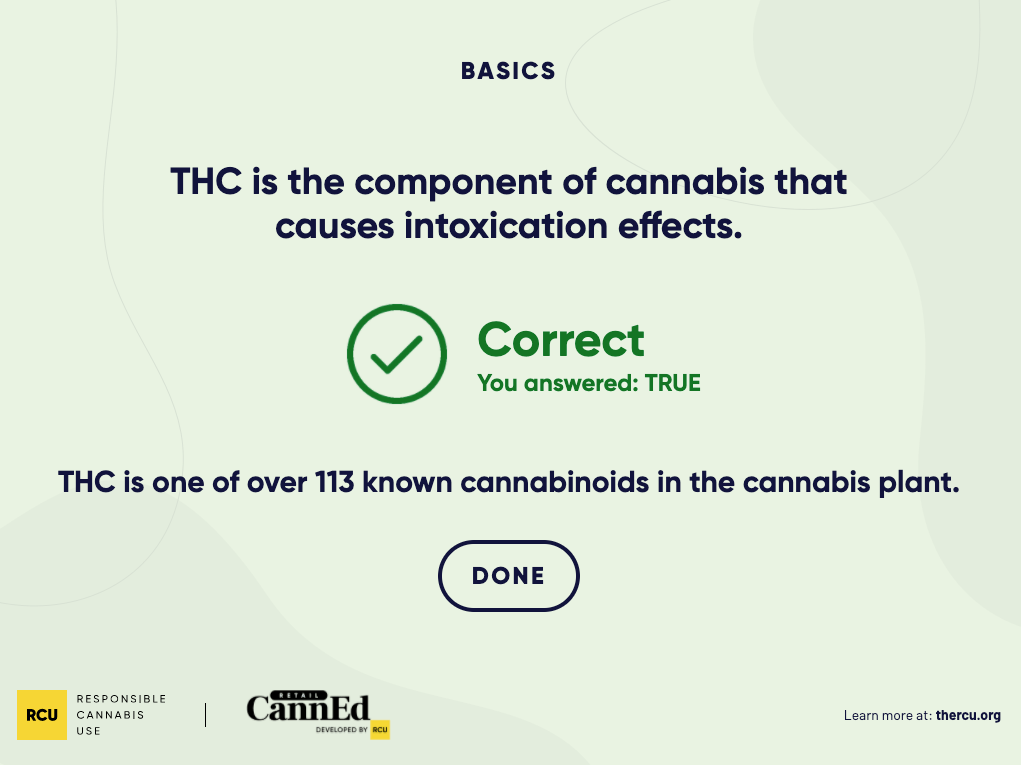 BASICS
THC is the component of cannabis that
causes intoxication effects.
Correct
You answered: TRUE
THC is one of over 113 known cannabinoids in the cannabis plant.
DONE
RCU
RESPONSIBLE
CANNABIS
USE
RETAIL
CannEd
DEVELOPED BY RCU
Learn more at: thercu.org